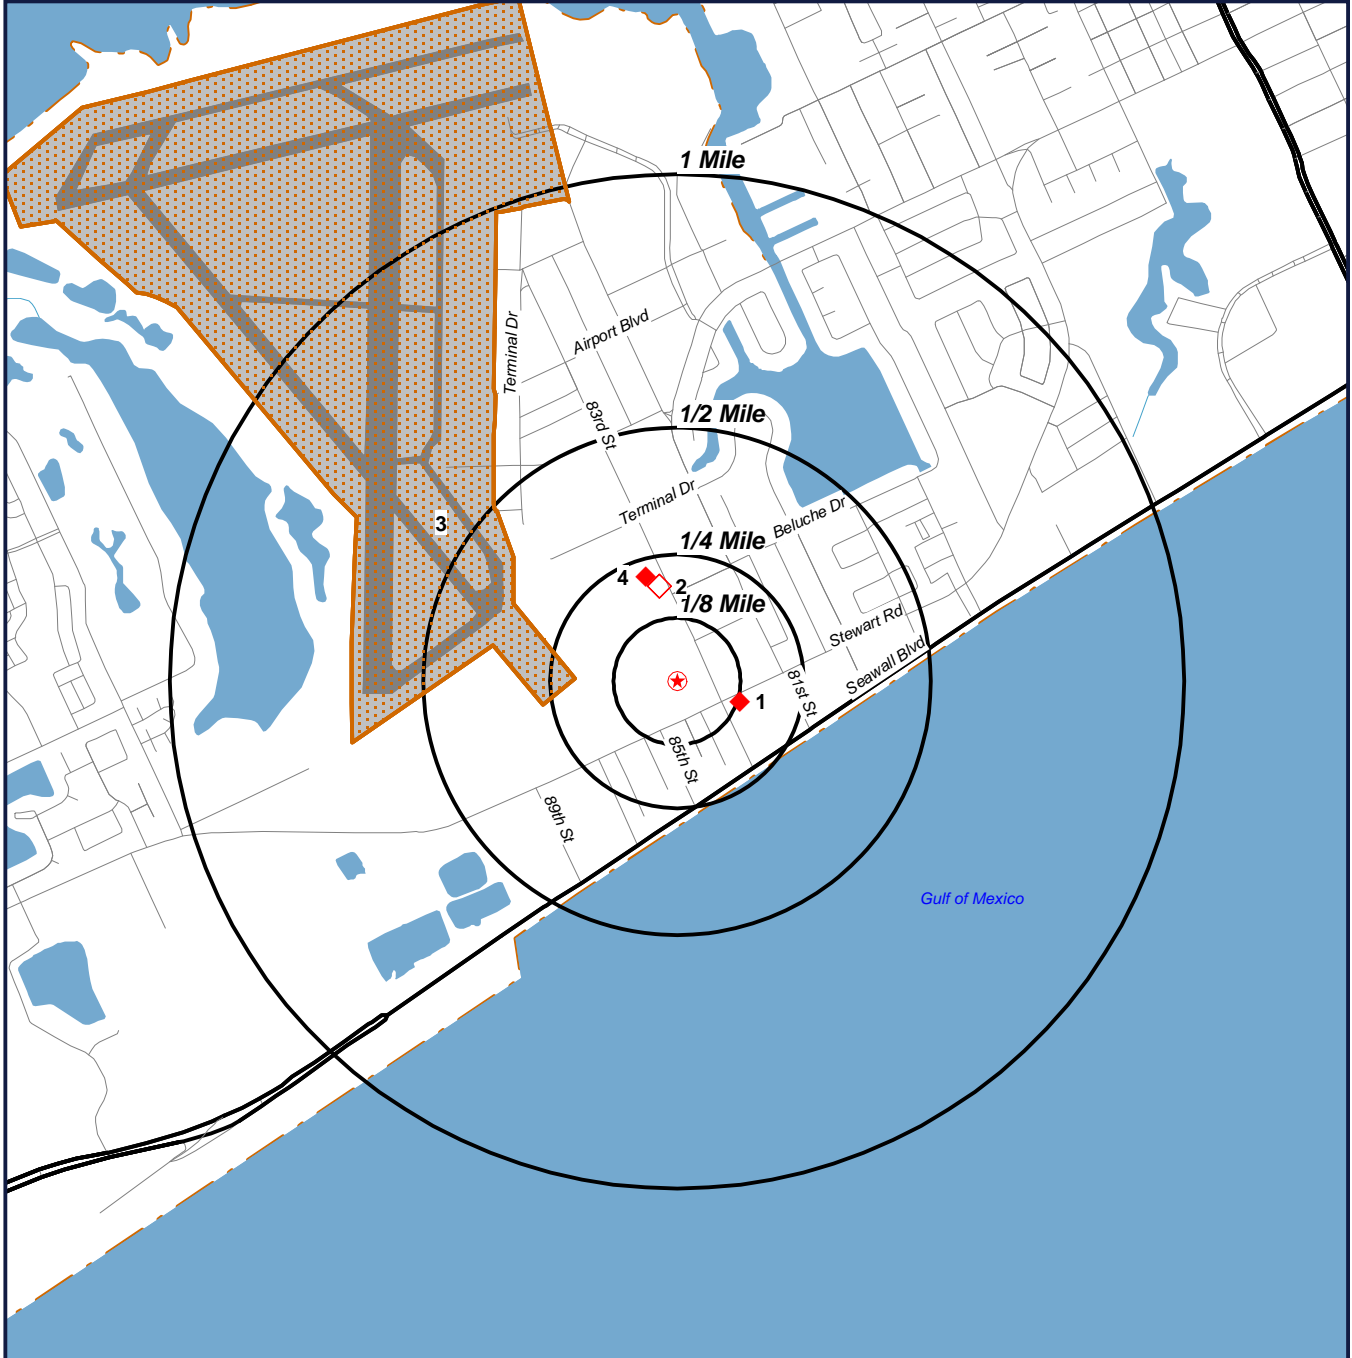 1 Mile
Terminal Dr
Airport Blvd
83rd St
1/2 Mile
Terminal Dr
Beluche Dr
3
1/4 Mile
4
2
1/8 Mile
Stewart Rd
Seawall Blvd
81st St
1
85th St
89th St
Gulf of Mexico